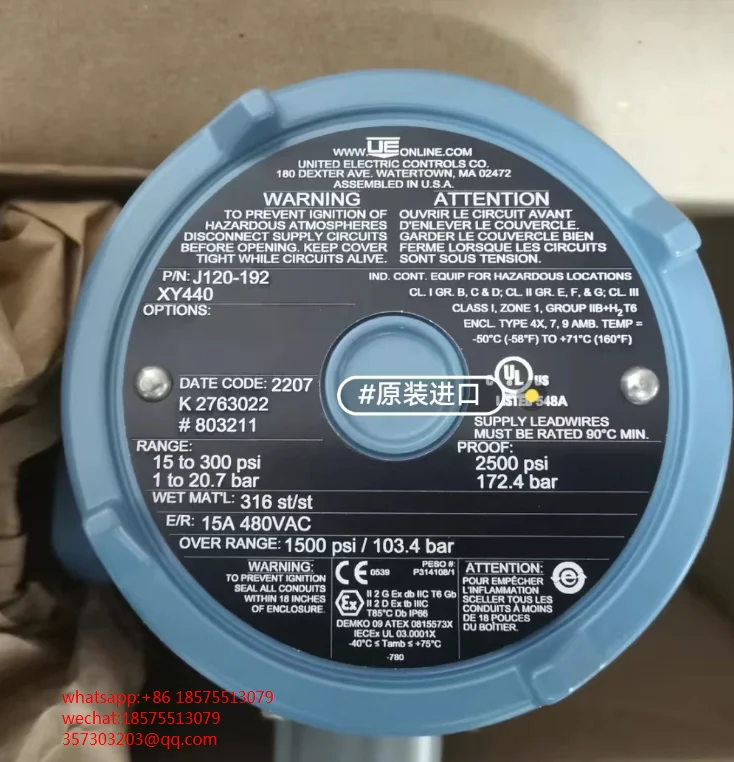 WWW.UEONLINE.COM
UNITED ELECTRIC CONTROLS CO.
180 DEXTER AVE. WATERTOWN, MA 02472
ASSEMBLED IN U.S.A.
WARNING
TO PREVENT IGNITION OF
HAZARDOUS ATMOSPHERES
DISCONNECT SUPPLY CIRCUITS
BEFORE OPENING. KEEP COVER
TIGHT WHILE CIRCUITS ALIVE.
ATTENTION
OUVRIR LE CIRCUIT AVANT
D'ENLEVER LE COUVERCLE.
GARDER LE COUVERCLE BIEN
FERME LORSQUE LES CIRCUITS
SONT SOUS TENSION.
P/N: J120-192
XY440
OPTIONS:
IND. CONT. EQUIP FOR HAZARDOUS LOCATIONS
CL. I GR. B, C & D; CL. II GR. E, F, & G; CL. III
CLASS I, ZONE 1, GROUP IIB+H2T6
ENCL. TYPE 4X, 7, 9 AMB. TEMP =
-50°C (-58°F) TO +71°C (160°F)
DATE CODE: 2207
K 2763022
# 803211
#原装进口
UL US
LISTED 548A
SUPPLY LEADWIRES
MUST BE RATED 90°C MIN.
RANGE:
15 to 300 psi
1 to 20.7 bar
PROOF:
2500 psi
172.4 bar
WET MAT'L: 316 st/st
E/R: 15A 480VAC
OVER RANGE: 1500 psi / 103.4 bar
WARNING:
TO PREVENT IGNITION
SEAL ALL CONDUITS
WITHIN 18 INCHES
OF ENCLOSURE.
CE 0539
PESO #:
P314108/1
Ex II 2 G Ex db IIC T6 Gb
II 2 D Ex tb IIIC
T85°C Db IP66
DEMKO 09 ATEX 0815573X
IECEx UL 03.0001X
-40°C ≤ Tamb ≤ +75°C
-780
ATTENTION:
POUR EMPÉCHER
L'INFLAMMATION
SCELLER TOUS LES
CONDUITS À MOINS
DE 18 POUCES
DU BOÎTIER.
whatsapp:+86 18575513079
wechat:18575513079
357303203@qq.com